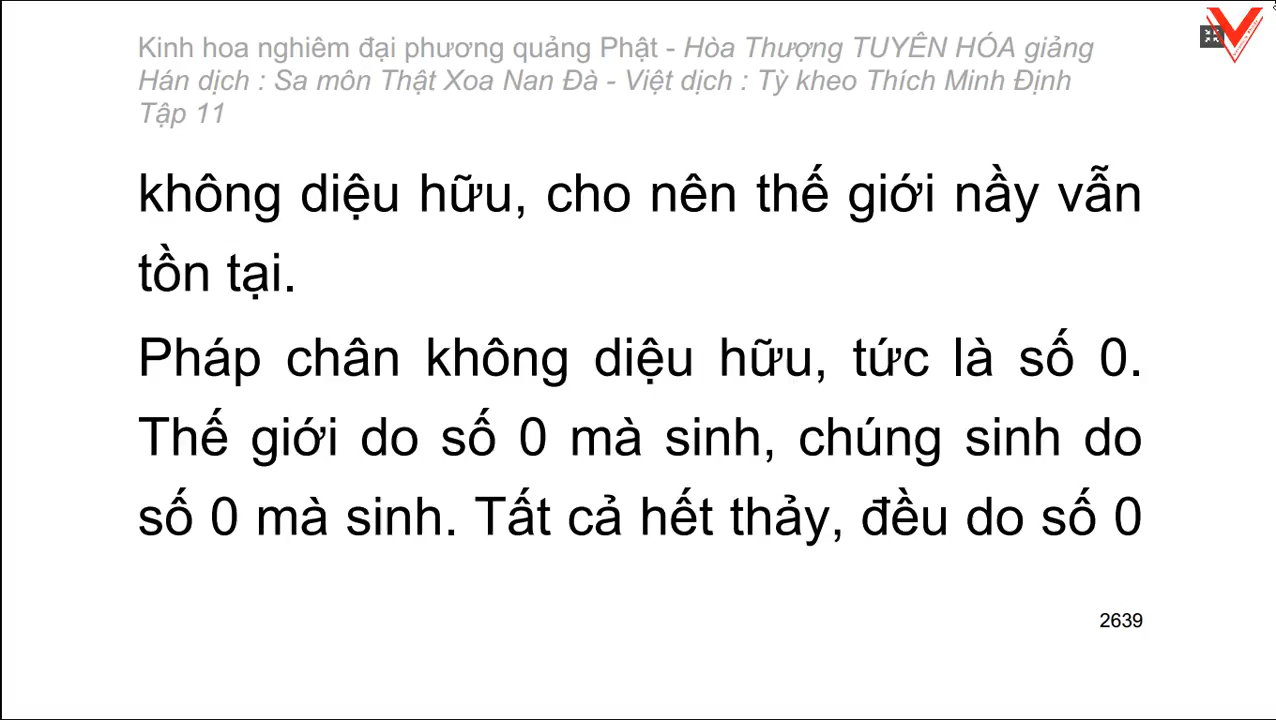 Kinh hoa nghiêm đại phương quảng Phật - Hòa Thượng TUYÊN HÓA giảng
Hán dịch : Sa môn Thật Xoa Nan Đà - Việt dịch : Tỳ kheo Thích Minh Định
Tập 11
không diệu hữu, cho nên thế giới nầy vẫn
tồn tại.
Pháp chân không diệu hữu, tức là số 0.
Thế giới do số 0 mà sinh, chúng sinh do
số 0 mà sinh. Tất cả hết thảy, đều do số 0
2639